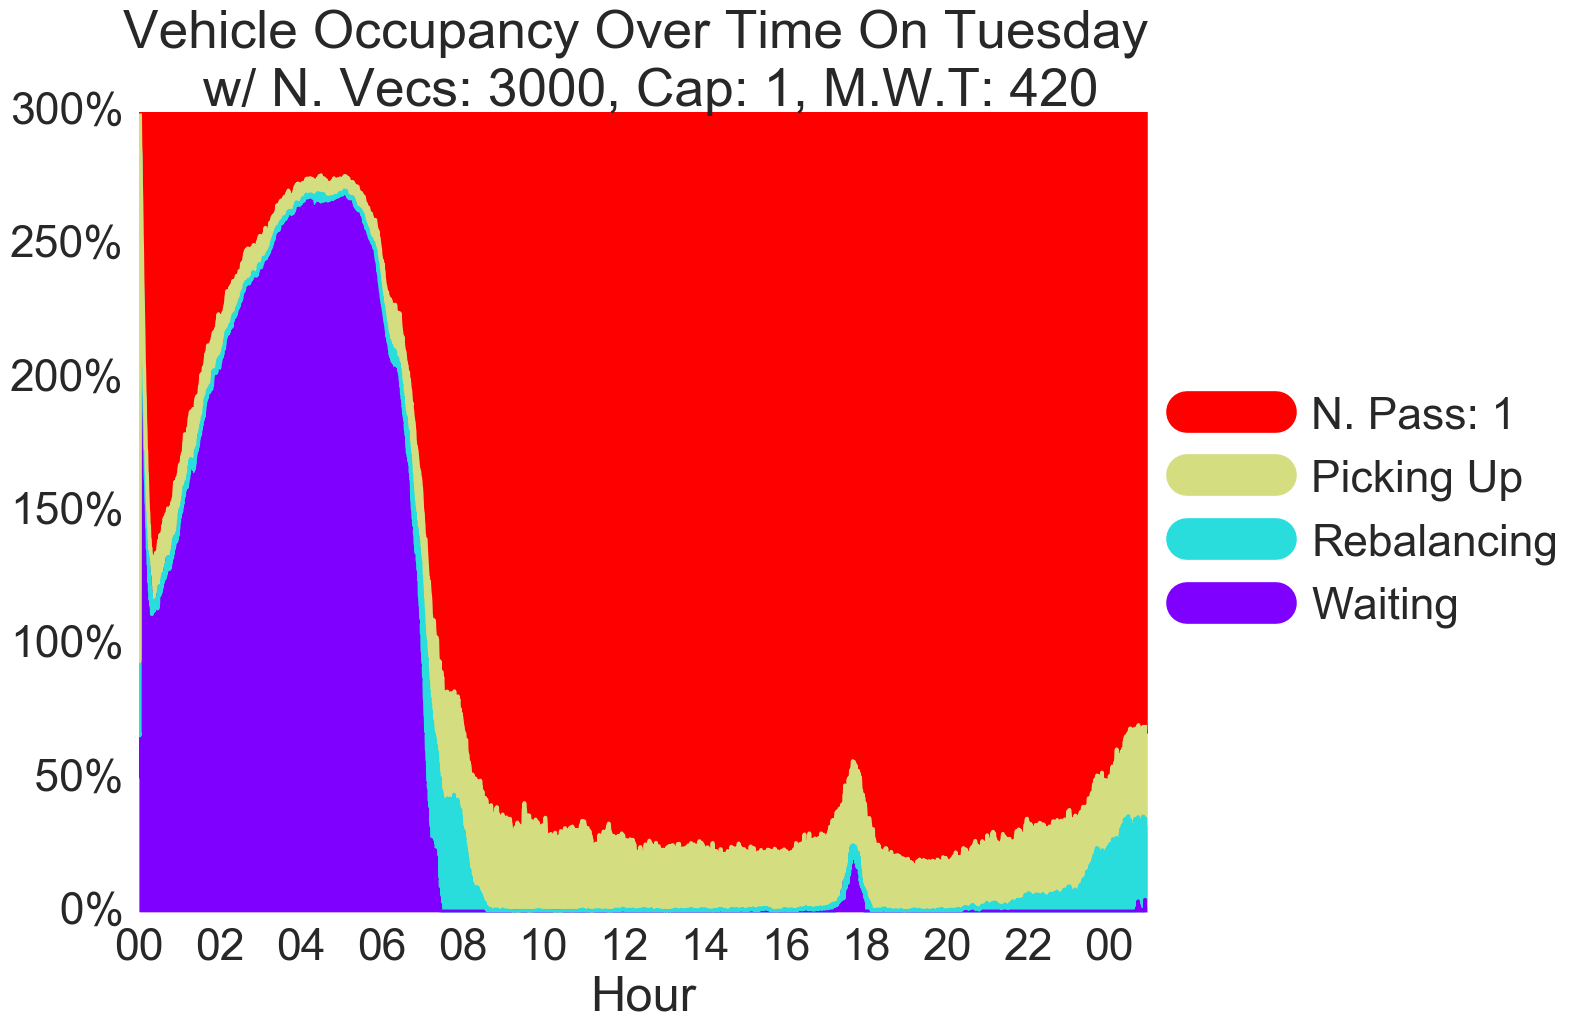 Vehicle Occupancy Over Time On Tuesday
w/ N. Vecs: 3000, Cap: 1, M.W.T: 420
300%
250%
200%
150%
100%
50%
0%
00 02 04 06 08 10 12 14 16 18 20 22 00
Hour
N. Pass: 1
Picking Up
Rebalancing
Waiting